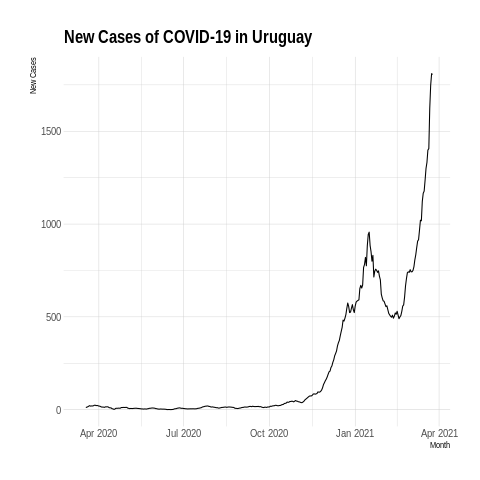 New Cases of COVID-19 in Uruguay
New Cases
1500
1000
500
0
Apr 2020 Jul 2020 Oct 2020 Jan 2021 Apr 2021
Month